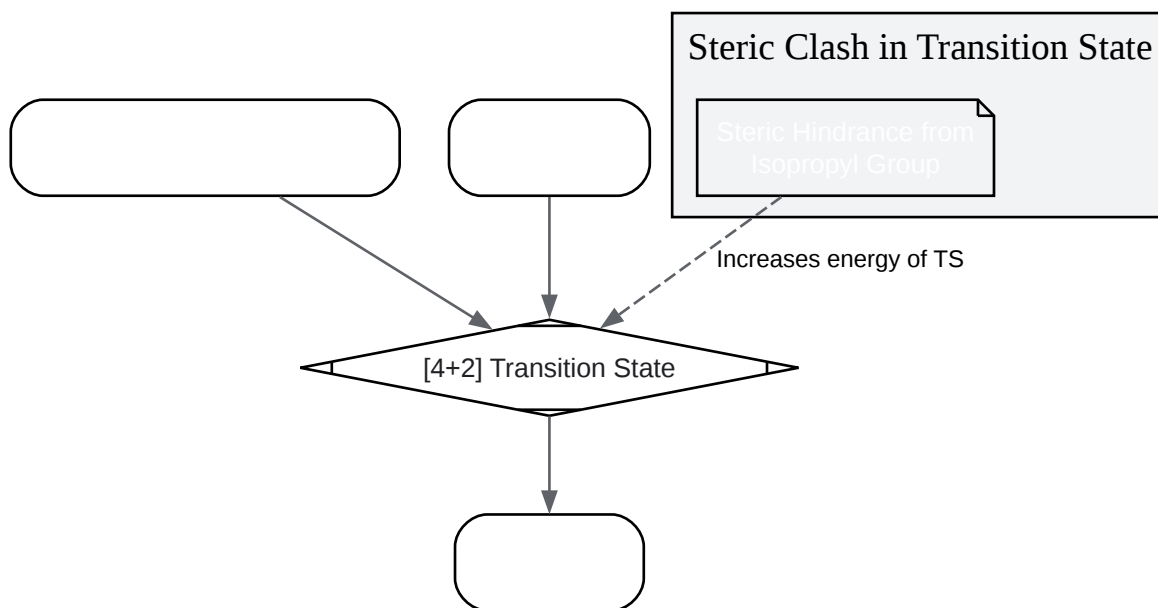 Steric Clash in Transition State
Steric Hindrance from
Isopropyl Group
Increases energy of TS
[4+2] Transition State